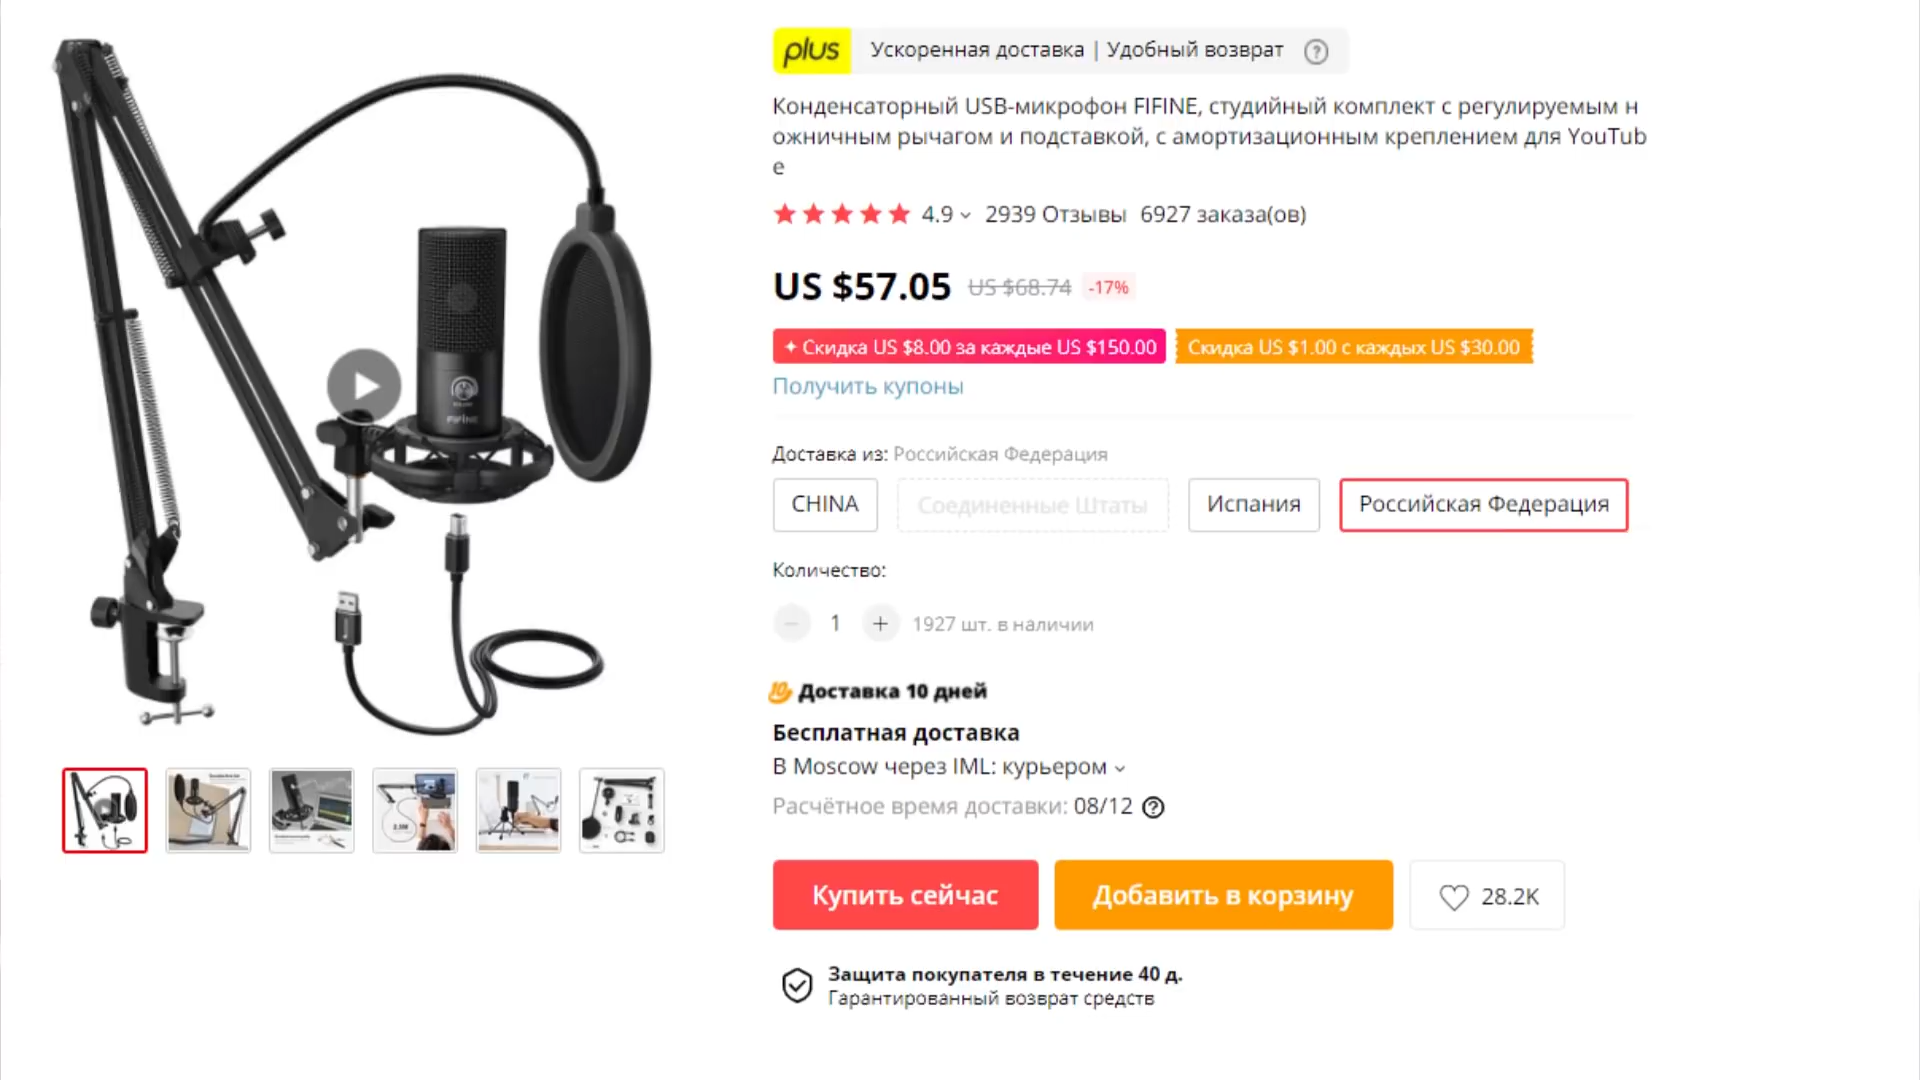 plus Ускоренная доставка | Удобный возврат ?
Конденсаторный USB-микрофон FIFINE, студийный комплект с регулируемым н
ожничным рычагом и подставкой, с амортизационным креплением для YouTub
e
4.9 2939 Отзывы 6927 заказа(ов)
US $57.05 US $68.74 -17%
Скидка US $8.00 за каждые US $150.00 Скидка US $1.00 с каждых US $30.00
Получить купоны
FIFINE
Доставка из: Российская Федерация
CHINA Соединенные Штаты Испания Российская Федерация
Количество:
− 1 + 1927 шт. в наличии
10 Доставка 10 дней
Бесплатная доставка
В Moscow через IML: курьером
Расчётное время доставки: 08/12 ?
Купить сейчас Добавить в корзину 28.2K
Защита покупателя в течение 40 д.
Гарантированный возврат средств